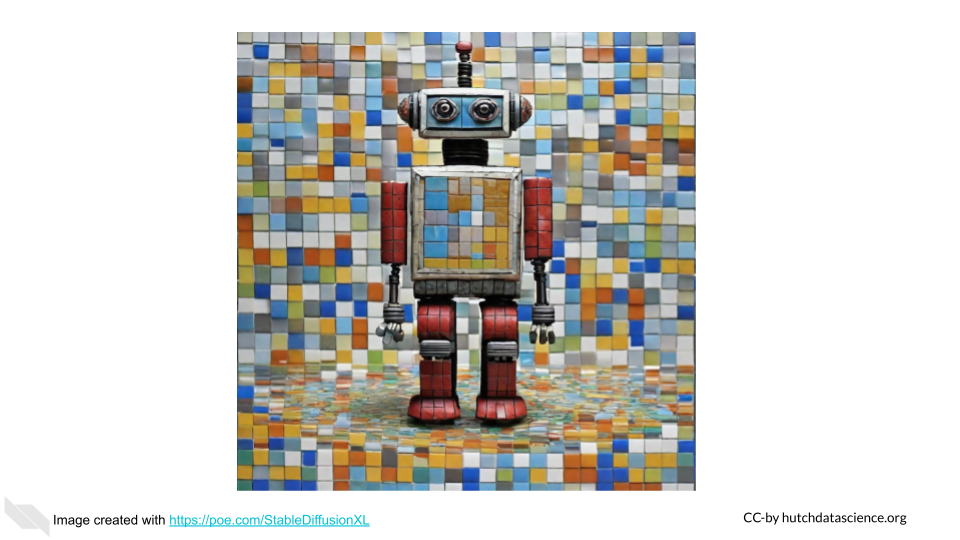 Image created with https://poe.com/StableDiffusionXL
CC-by hutchdatascience.org